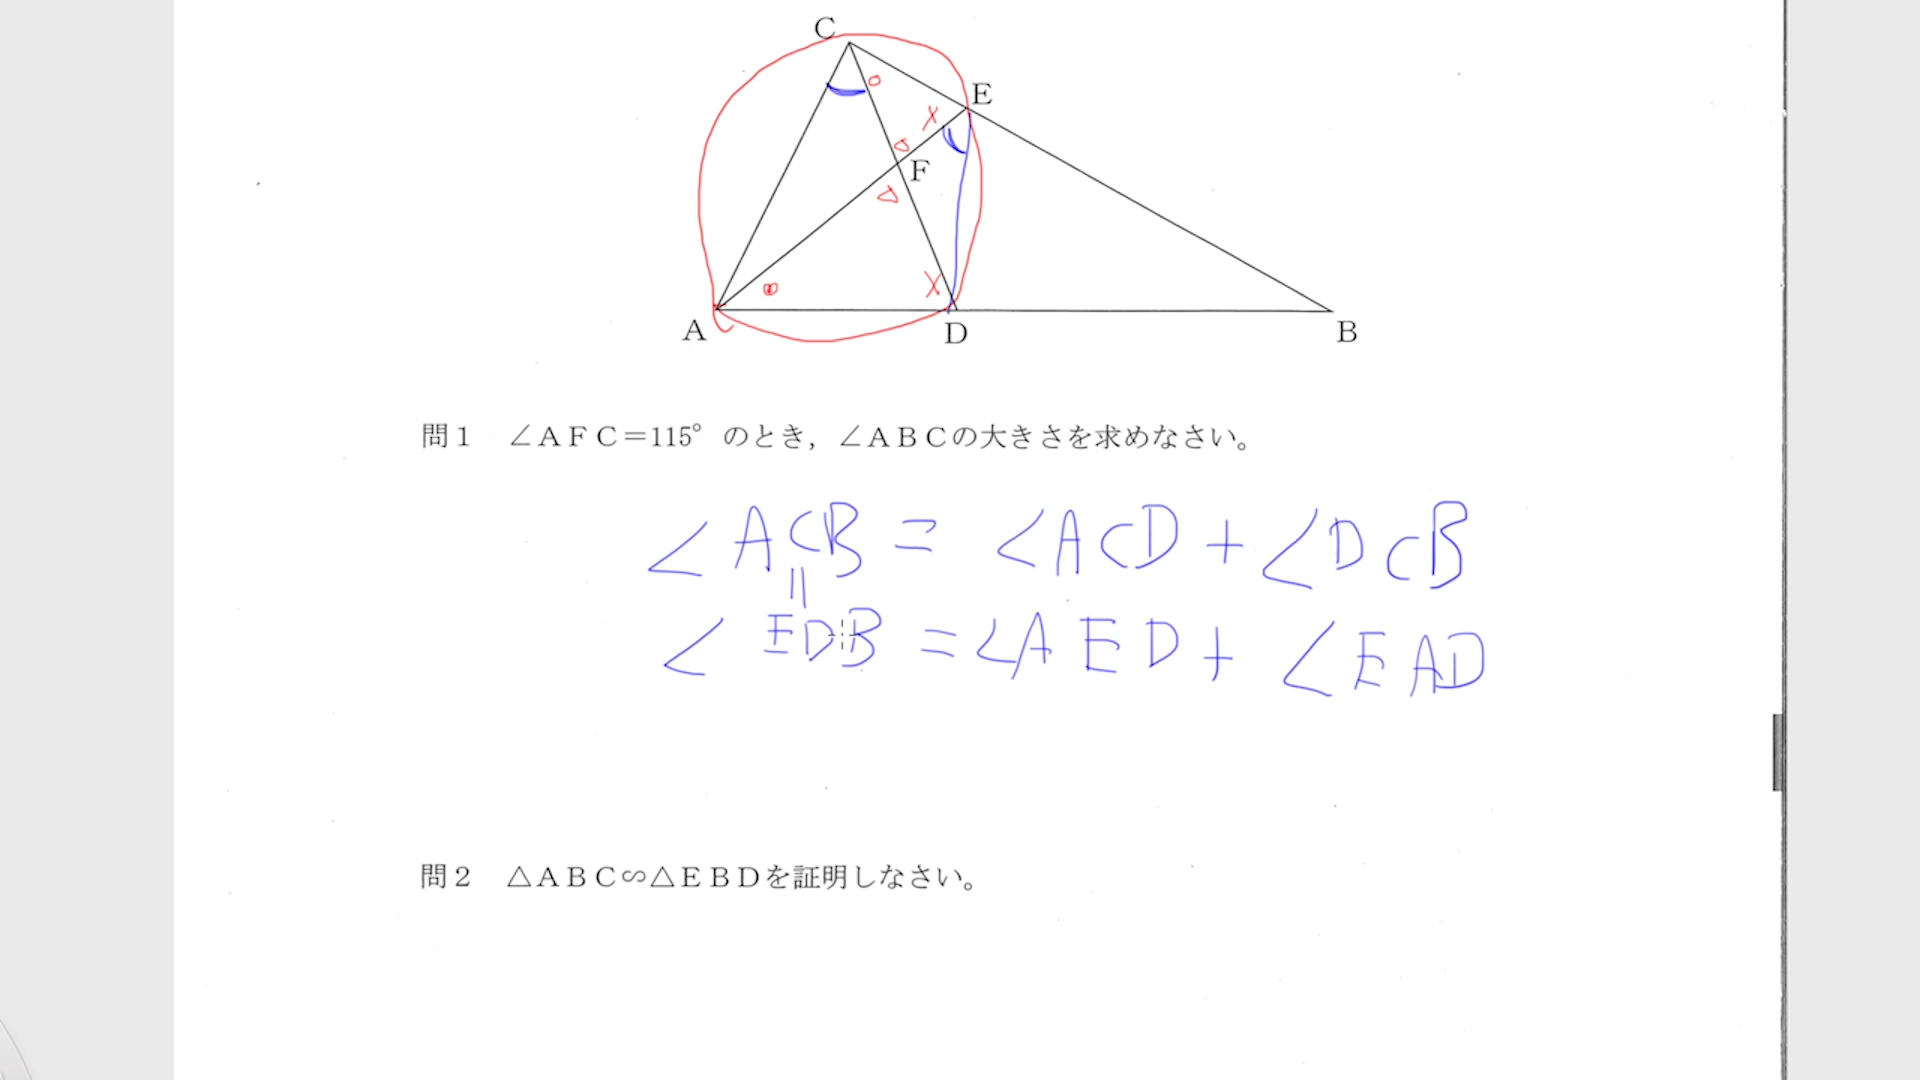 C
E
F
A
D
B
問1 ∠AFC=115°のとき,∠ABCの大きさを求めなさい。
∠ACB = ∠ACD + ∠DCB
||
∠EDB = ∠AED + ∠EAD
問2 △ABC∽△EBDを証明しなさい。